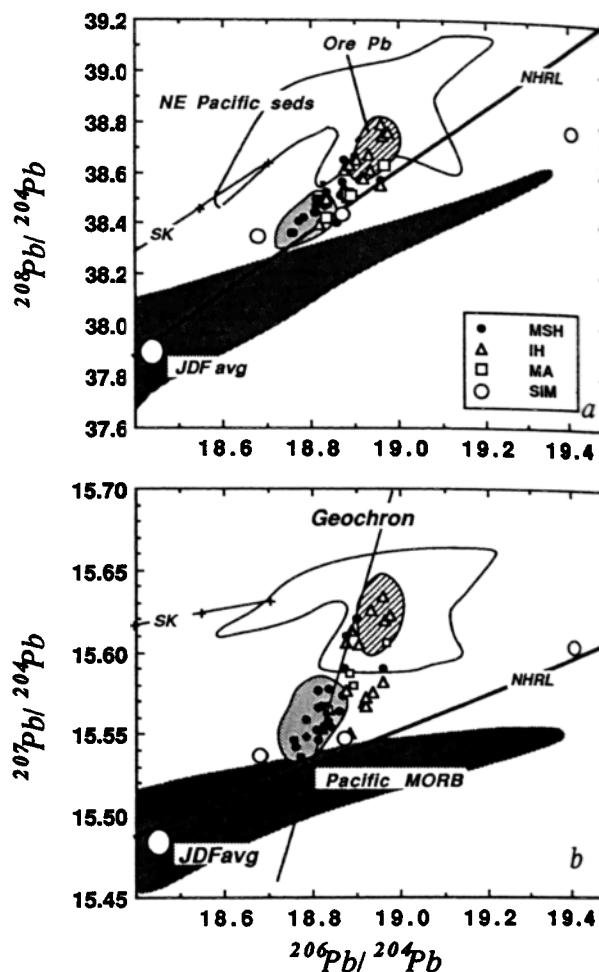 39.2
39.0
38.8
38.6
38.4
38.2
38.0
37.8
37.6
208Pb/ 204Pb
Ore Pb
NE Pacific seds
NHRL
SK
JDF avg
MSH
IH
MA
SIM
a
18.6 18.8 19.0 19.2 19.4
15.70
15.65
15.60
15.55
15.50
15.45
207Pb/ 204Pb
Geochron
SK
NHRL
Pacific MORB
JDFavg
b
18.6 18.8 19.0 19.2 19.4
206Pb/ 204Pb